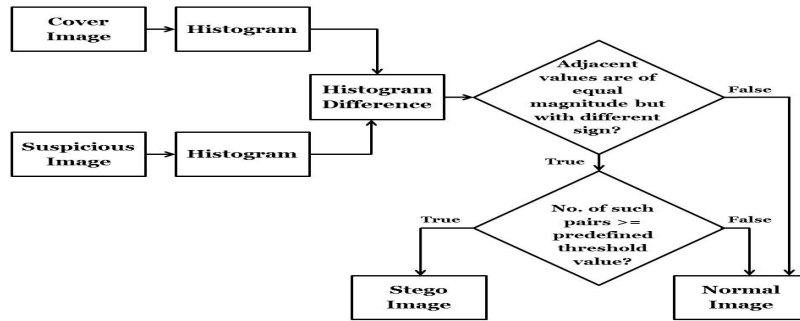 Cover
Image
Histogram
Histogram
Difference
Suspicious
Image
Histogram
Adjacent
values are of
equal
magnitude but
with different
sign?
False
True
No. of such
pairs >=
predefined
threshold
value?
True
False
Stego
Image
Normal
Image